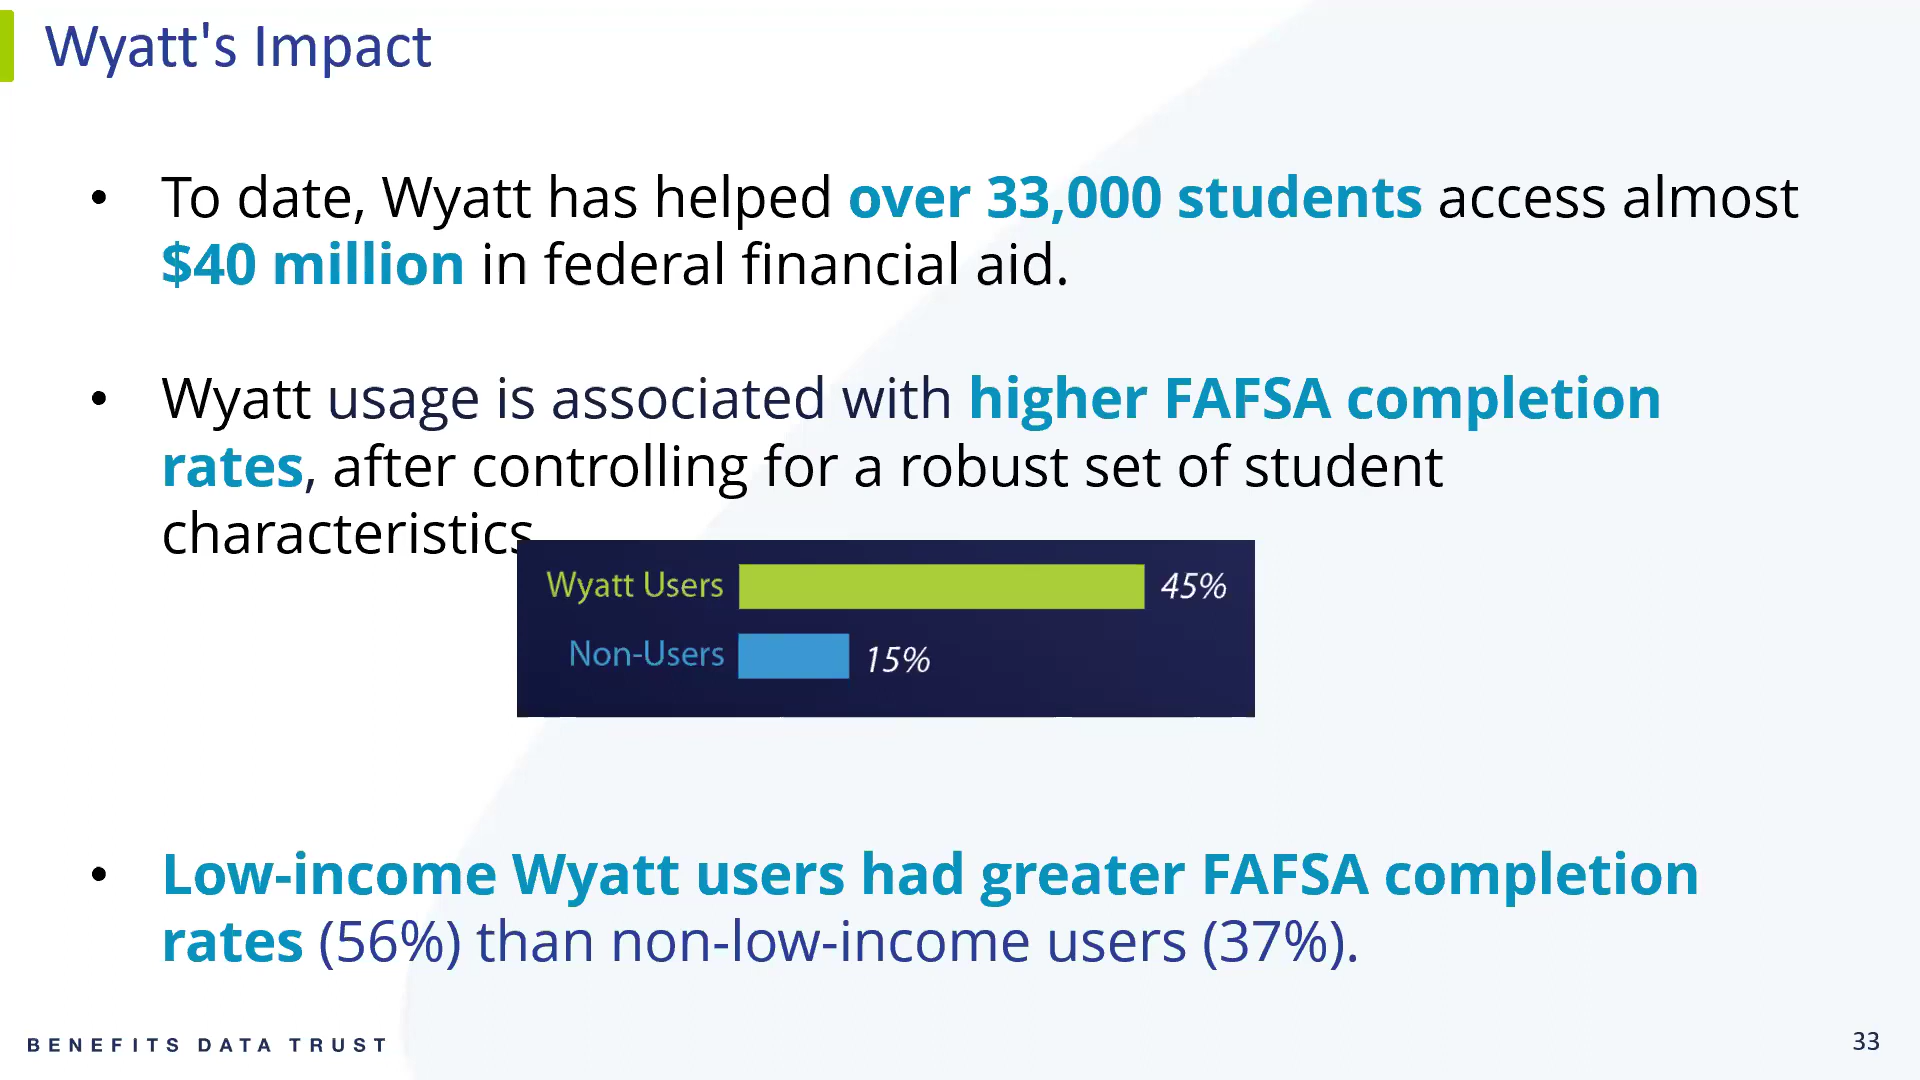 Wyatt's Impact
• To date, Wyatt has helped over 33,000 students access almost
$40 million in federal financial aid.
• Wyatt usage is associated with higher FAFSA completion
rates, after controlling for a robust set of student
characteristics
Wyatt Users 45%
Non-Users 15%
• Low-income Wyatt users had greater FAFSA completion
rates (56%) than non-low-income users (37%).
BENEFITS DATA TRUST
33